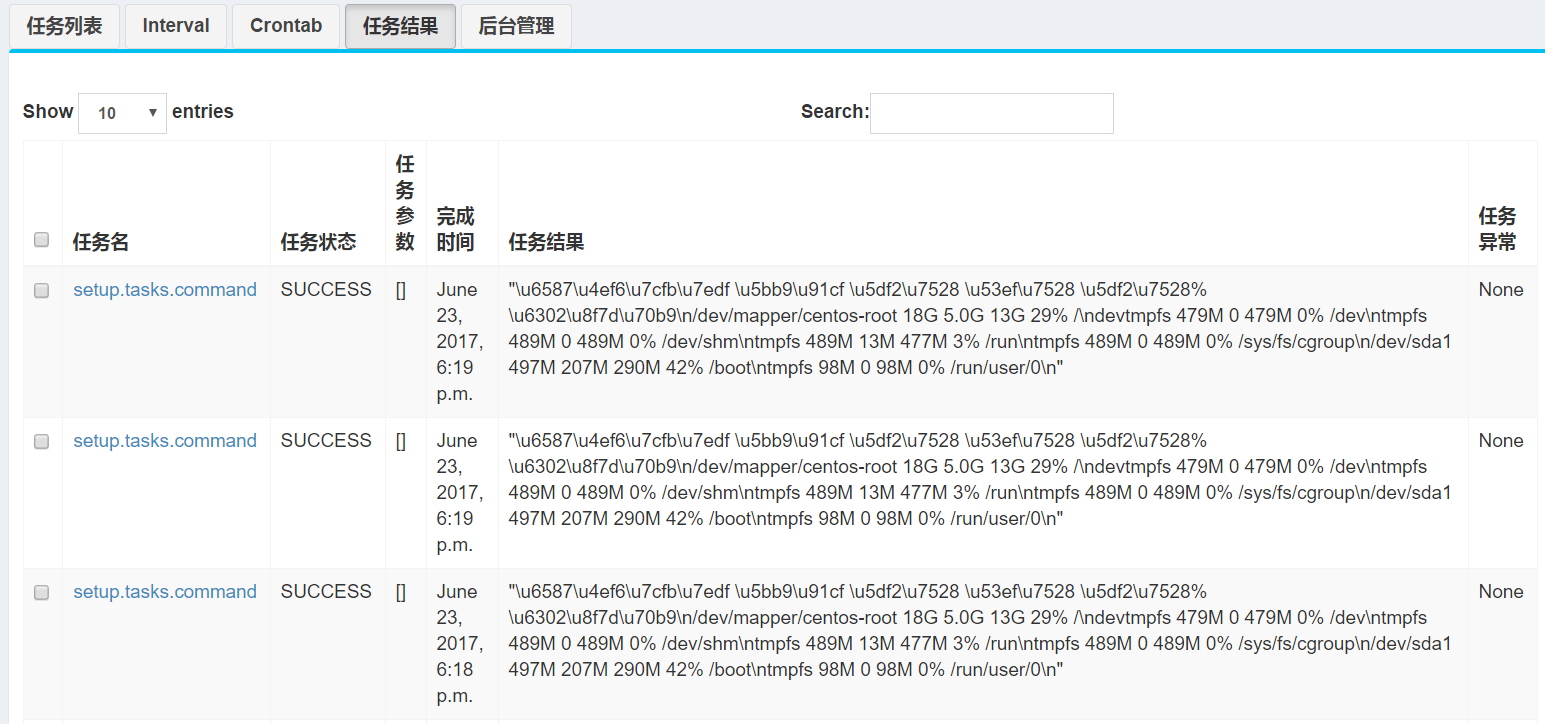 任务列表 Interval Crontab 任务结果 后台管理
Show 10 entries Search:
任务名 任务状态 任务参数 完成时间 任务结果 任务异常
setup.tasks.command SUCCESS [] June 23, 2017, 6:19 p.m.
"\u6587\u4ef6\u7cfb\u7edf \u5bb9\u91cf \u5df2\u7528 \u53ef\u7528 \u5df2\u7528%
\u6302\u8f7d\u70b9\n/dev/mapper/centos-root 18G 5.0G 13G 29% /\ndevtmpfs 479M 0 479M 0% /dev\ntmpfs
489M 0 489M 0% /dev/shm\ntmpfs 489M 13M 477M 3% /run\ntmpfs 489M 0 489M 0% /sys/fs/cgroup\n/dev/sda1
497M 207M 290M 42% /boot\ntmpfs 98M 0 98M 0% /run/user/0\n"
None
setup.tasks.command SUCCESS [] June 23, 2017, 6:19 p.m.
"\u6587\u4ef6\u7cfb\u7edf \u5bb9\u91cf \u5df2\u7528 \u53ef\u7528 \u5df2\u7528%
\u6302\u8f7d\u70b9\n/dev/mapper/centos-root 18G 5.0G 13G 29% /\ndevtmpfs 479M 0 479M 0% /dev\ntmpfs
489M 0 489M 0% /dev/shm\ntmpfs 489M 13M 477M 3% /run\ntmpfs 489M 0 489M 0% /sys/fs/cgroup\n/dev/sda1
497M 207M 290M 42% /boot\ntmpfs 98M 0 98M 0% /run/user/0\n"
None
setup.tasks.command SUCCESS [] June 23, 2017, 6:18 p.m.
"\u6587\u4ef6\u7cfb\u7edf \u5bb9\u91cf \u5df2\u7528 \u53ef\u7528 \u5df2\u7528%
\u6302\u8f7d\u70b9\n/dev/mapper/centos-root 18G 5.0G 13G 29% /\ndevtmpfs 479M 0 479M 0% /dev\ntmpfs
489M 0 489M 0% /dev/shm\ntmpfs 489M 13M 477M 3% /run\ntmpfs 489M 0 489M 0% /sys/fs/cgroup\n/dev/sda1
497M 207M 290M 42% /boot\ntmpfs 98M 0 98M 0% /run/user/0\n"
None